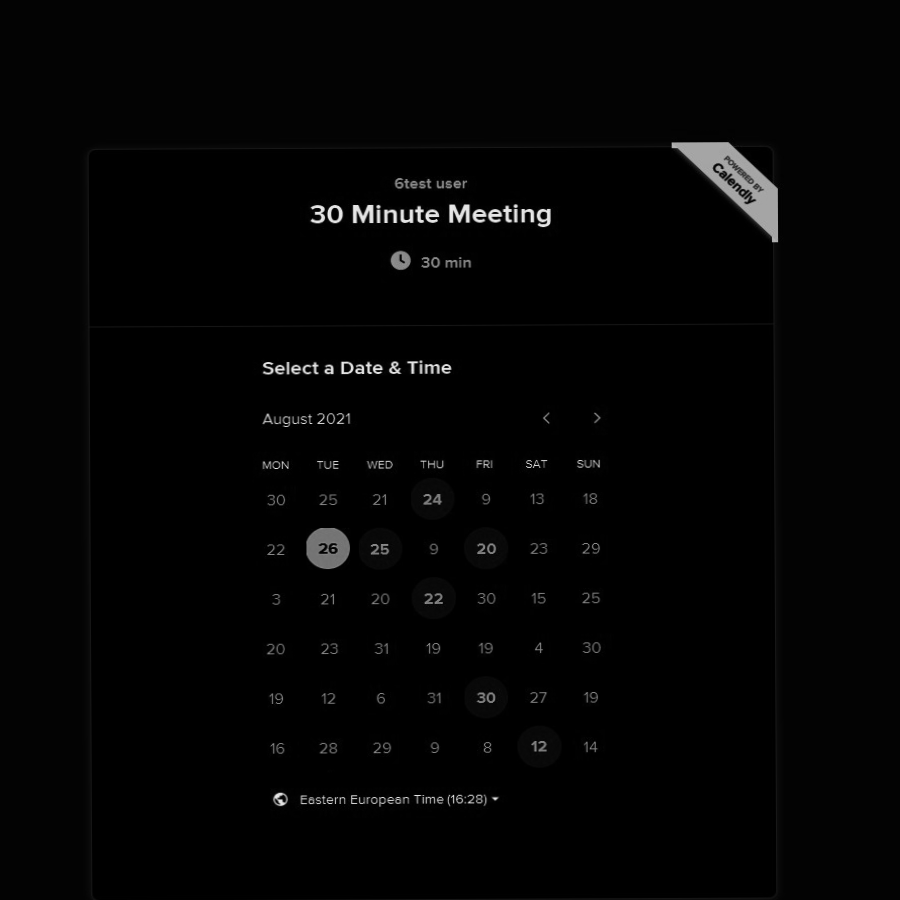 POWERED BY
Calendly
6test user
30 Minute Meeting
30 min
Select a Date & Time
August 2021
MON TUE WED THU FRI SAT SUN
30 25 21 24 9 13 18
22 26 25 9 20 23 29
3 21 20 22 30 15 25
20 23 31 19 19 4 30
19 12 6 31 30 27 19
16 28 29 9 8 12 14
Eastern European Time (16:28)